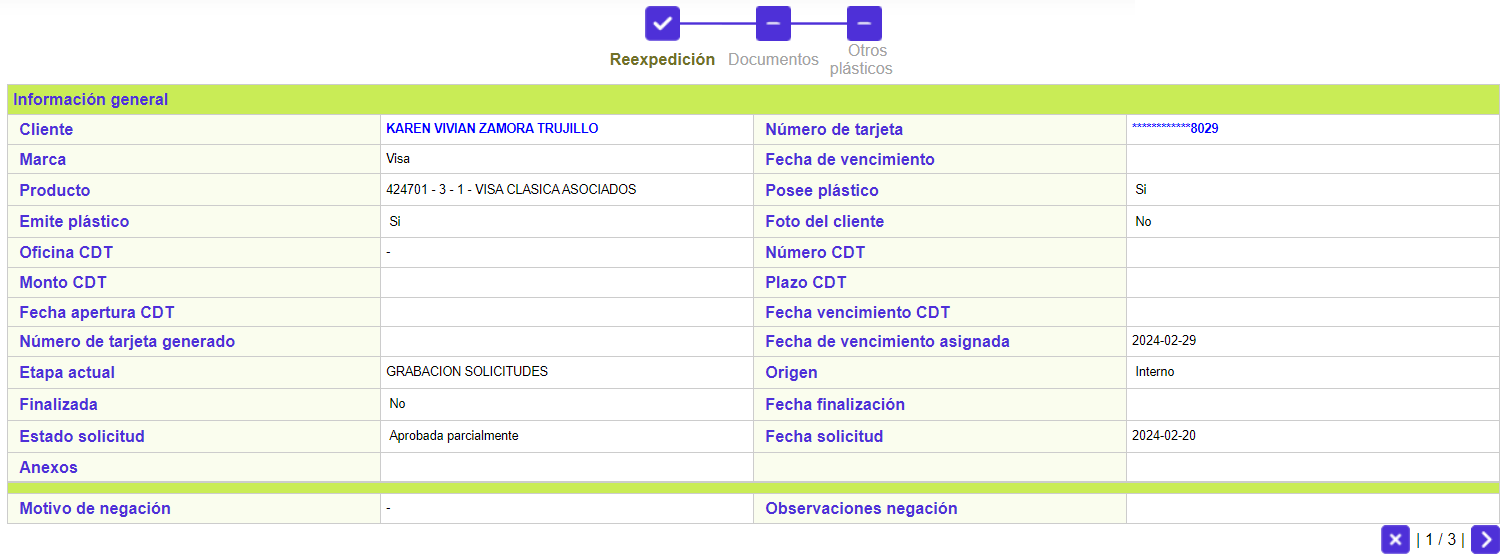 Reexpedición Documentos Otros
plásticos
Información general
Cliente KAREN VIVIAN ZAMORA TRUJILLO Número de tarjeta ************8029
Marca Visa Fecha de vencimiento
Producto 424701 - 3 - 1 - VISA CLASICA ASOCIADOS Posee plástico Si
Emite plástico Si Foto del cliente No
Oficina CDT - Número CDT
Monto CDT Plazo CDT
Fecha apertura CDT Fecha vencimiento CDT
Número de tarjeta generado Fecha de vencimiento asignada 2024-02-29
Etapa actual GRABACION SOLICITUDES Origen Interno
Finalizada No Fecha finalización
Estado solicitud Aprobada parcialmente Fecha solicitud 2024-02-20
Anexos
Motivo de negación - Observaciones negación
| 1 / 3 |